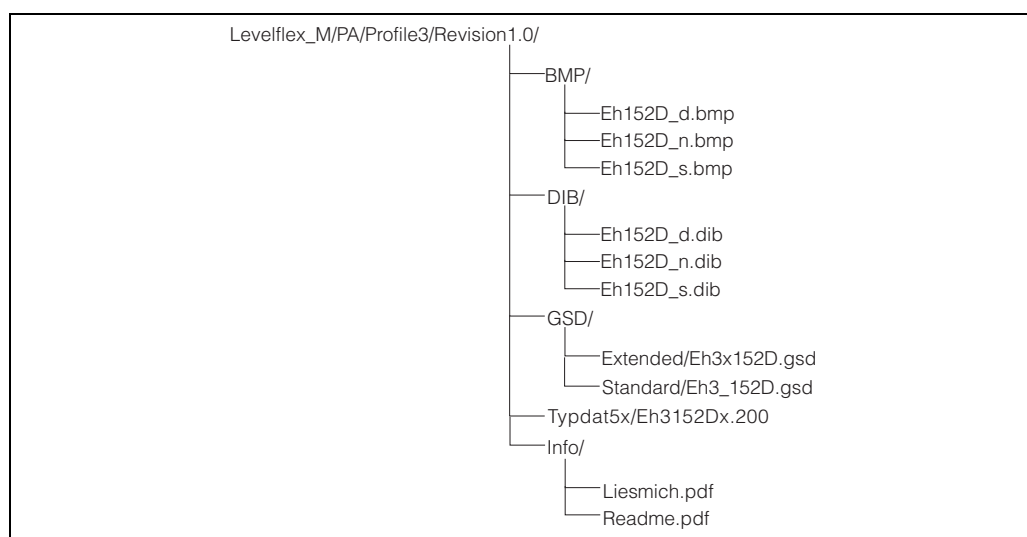 Levelflex_M/PA/Profile3/Revision1.0/
BMP/
Eh152D_d.bmp
Eh152D_n.bmp
Eh152D_s.bmp
DIB/
Eh152D_d.dib
Eh152D_n.dib
Eh152D_s.dib
GSD/
Extended/Eh3x152D.gsd
Standard/Eh3_152D.gsd
Typdat5x/Eh3152Dx.200
Info/
Liesmich.pdf
Readme.pdf